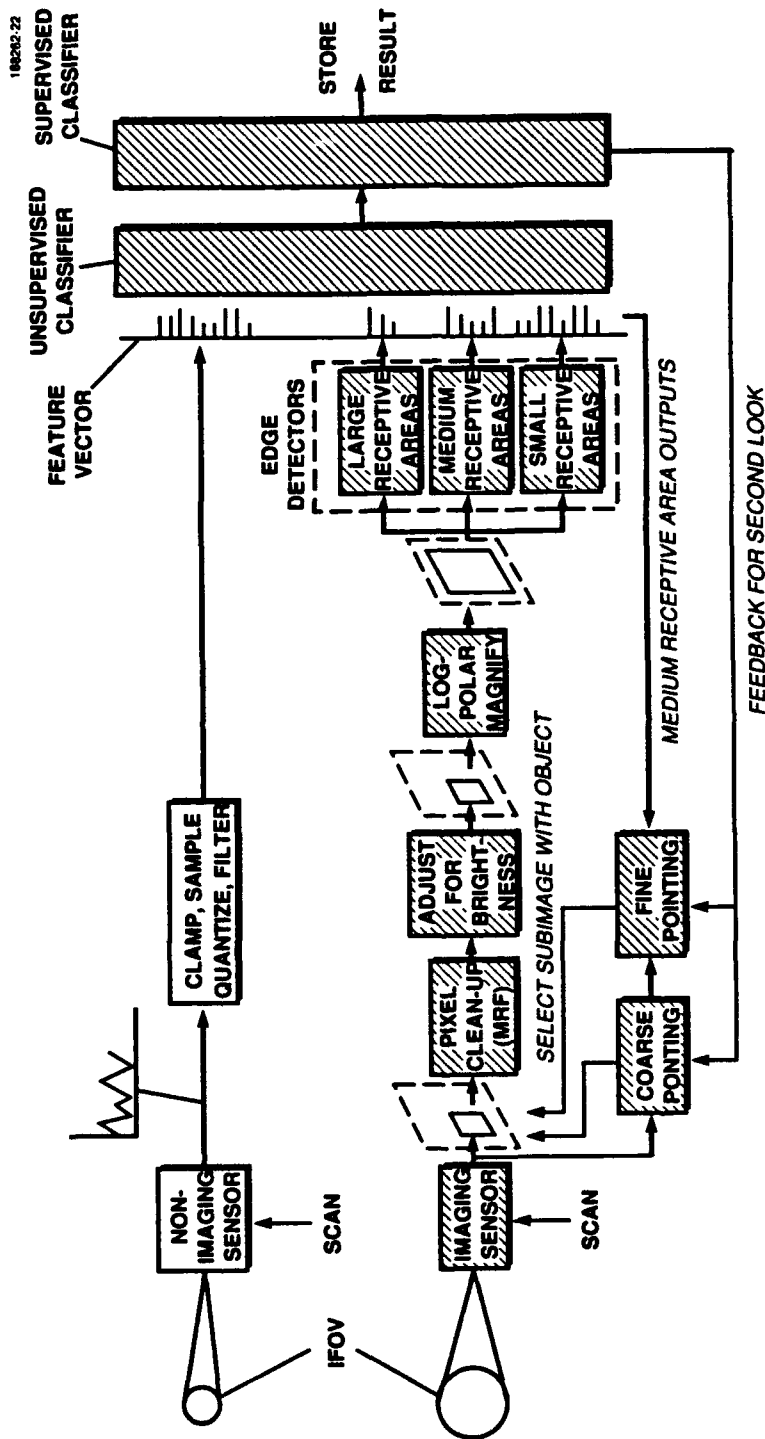 188262-22
SUPERVISED
CLASSIFIER
UNSUPERVISED
CLASSIFIER
FEATURE
VECTOR
STORE
RESULT
EDGE
DETECTORS
LARGE
RECEPTIVE
AREAS
MEDIUM
RECEPTIVE
AREAS
SMALL
RECEPTIVE
AREAS
CLAMP, SAMPLE
QUANTIZE, FILTER
NON-
IMAGING
SENSOR
SCAN
IFOV
IMAGING
SENSOR
SCAN
PIXEL
CLEAN-UP
(MRF)
ADJUST
FOR
BRIGHT-
NESS
LOG-
POLAR
MAGNIFY
SELECT SUBIMAGE WITH OBJECT
COARSE
PONTING
FINE
POINTING
MEDIUM RECEPTIVE AREA OUTPUTS
FEEDBACK FOR SECOND LOOK